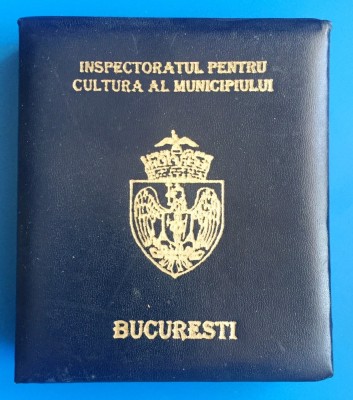 INSPECTORATUL PENTRU
CULTURA AL MUNICIPIULUI
BUCURESTI